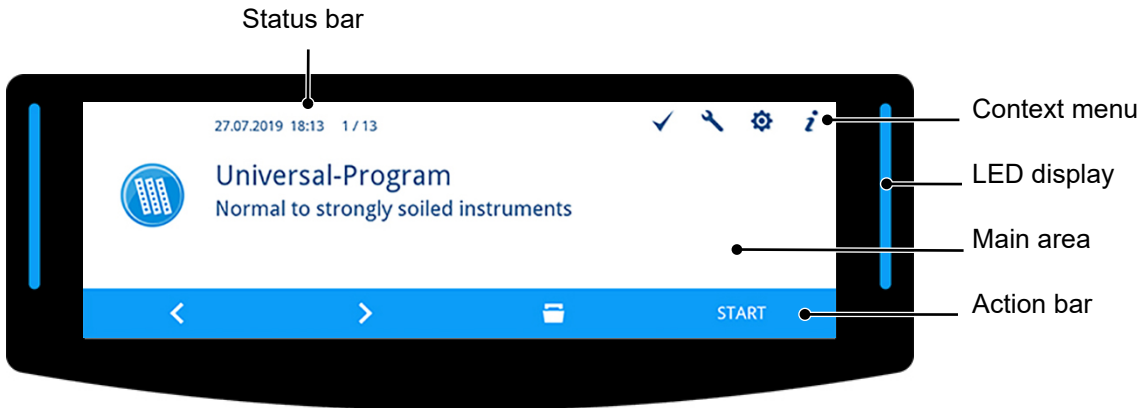 Status bar
27.07.2019 18:13 1 / 13
i
Context menu
Universal-Program
Normal to strongly soiled instruments
LED display
Main area
START
Action bar